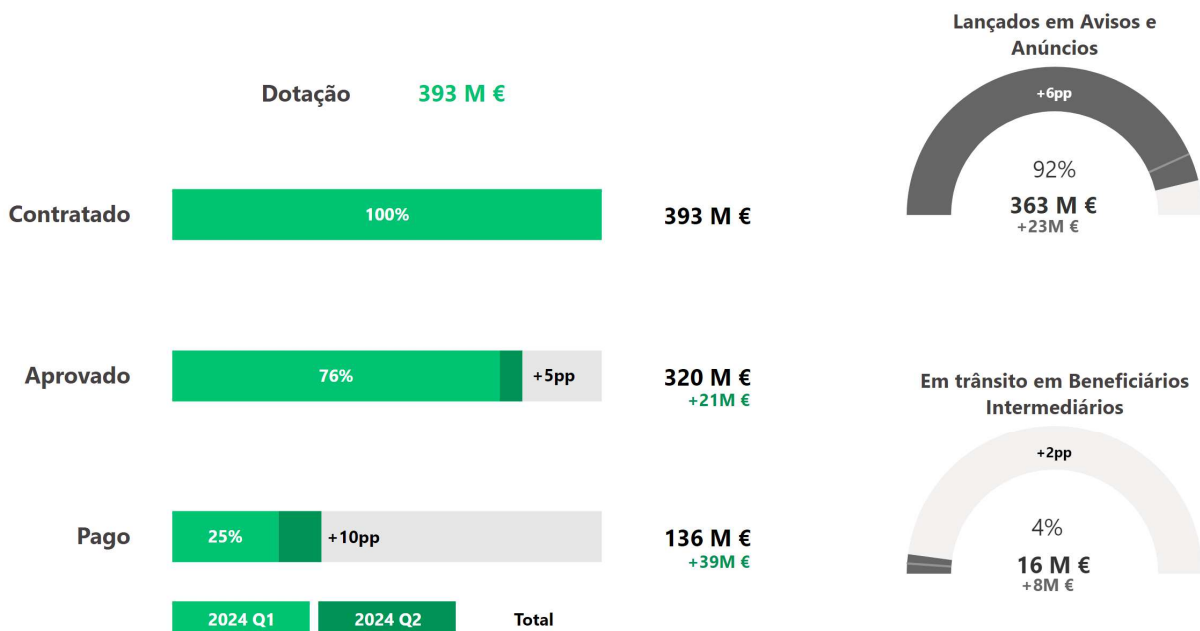 Dotação 393 M €
Contratado 100% 393 M €
Aprovado 76% +5pp 320 M €
+21M €
Pago 25% +10pp 136 M €
+39M €
2024 Q1 2024 Q2 Total
Lançados em Avisos e
Anúncios
+6pp
92%
363 M €
+23M €
Em trânsito em Beneficiários
Intermediários
+2pp
4%
16 M €
+8M €